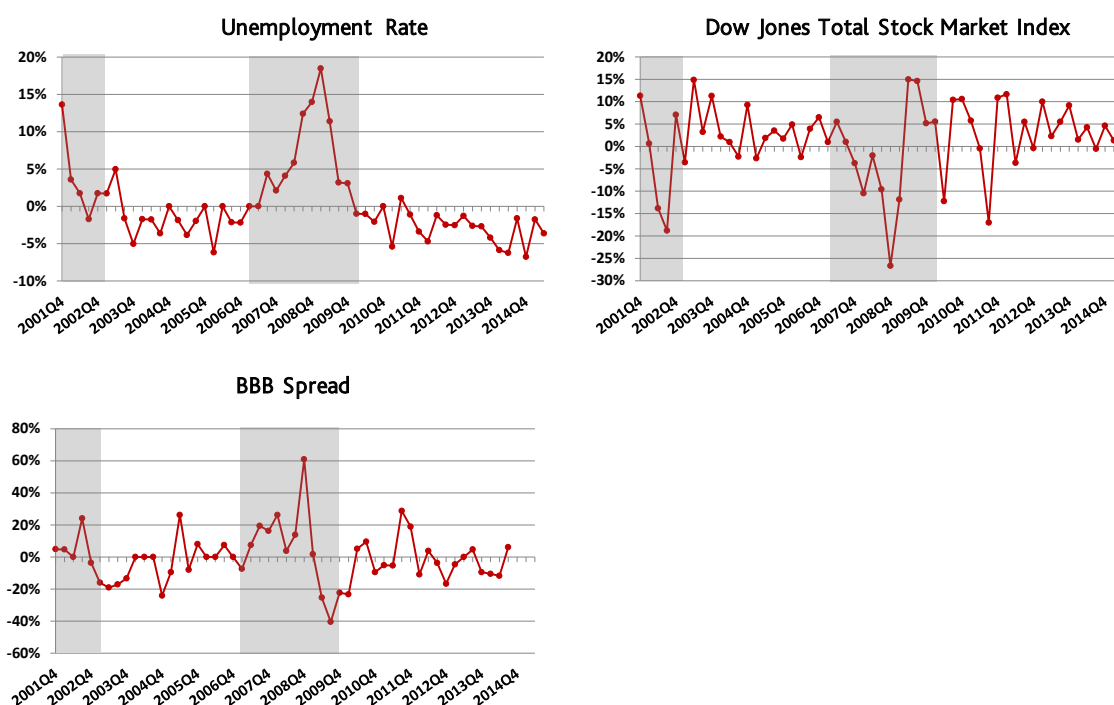 Unemployment Rate
20%
15%
10%
5%
0%
-5%
-10%
2001Q4
2002Q4
2003Q4
2004Q4
2005Q4
2006Q4
2007Q4
2008Q4
2009Q4
2010Q4
2011Q4
2012Q4
2013Q4
2014Q4
Dow Jones Total Stock Market Index
20%
15%
10%
5%
0%
-5%
-10%
-15%
-20%
-25%
-30%
2001Q4
2002Q4
2003Q4
2004Q4
2005Q4
2006Q4
2007Q4
2008Q4
2009Q4
2010Q4
2011Q4
2012Q4
2013Q4
2014Q4
BBB Spread
80%
60%
40%
20%
0%
-20%
-40%
-60%
2001Q4
2002Q4
2003Q4
2004Q4
2005Q4
2006Q4
2007Q4
2008Q4
2009Q4
2010Q4
2011Q4
2012Q4
2013Q4
2014Q4